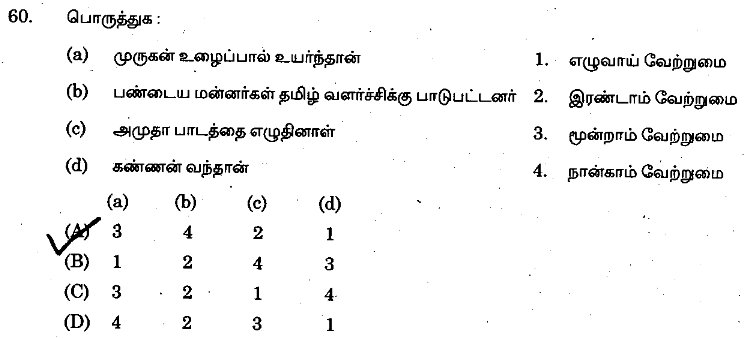 60. பொருத்துக :
(a) முருகன் உழைப்பால் உயர்ந்தான் 1. எழுவாய் வேற்றுமை
(b) பண்டைய மன்னர்கள் தமிழ் வளர்ச்சிக்கு பாடுபட்டனர் 2. இரண்டாம் வேற்றுமை
(c) அமுதா பாடத்தை எழுதினாள் 3. மூன்றாம் வேற்றுமை
(d) கண்ணன் வந்தான் 4. நான்காம் வேற்றுமை
(a) (b) (c) (d)
(A) 3 4 2 1
(B) 1 2 4 3
(C) 3 2 1 4
(D) 4 2 3 1